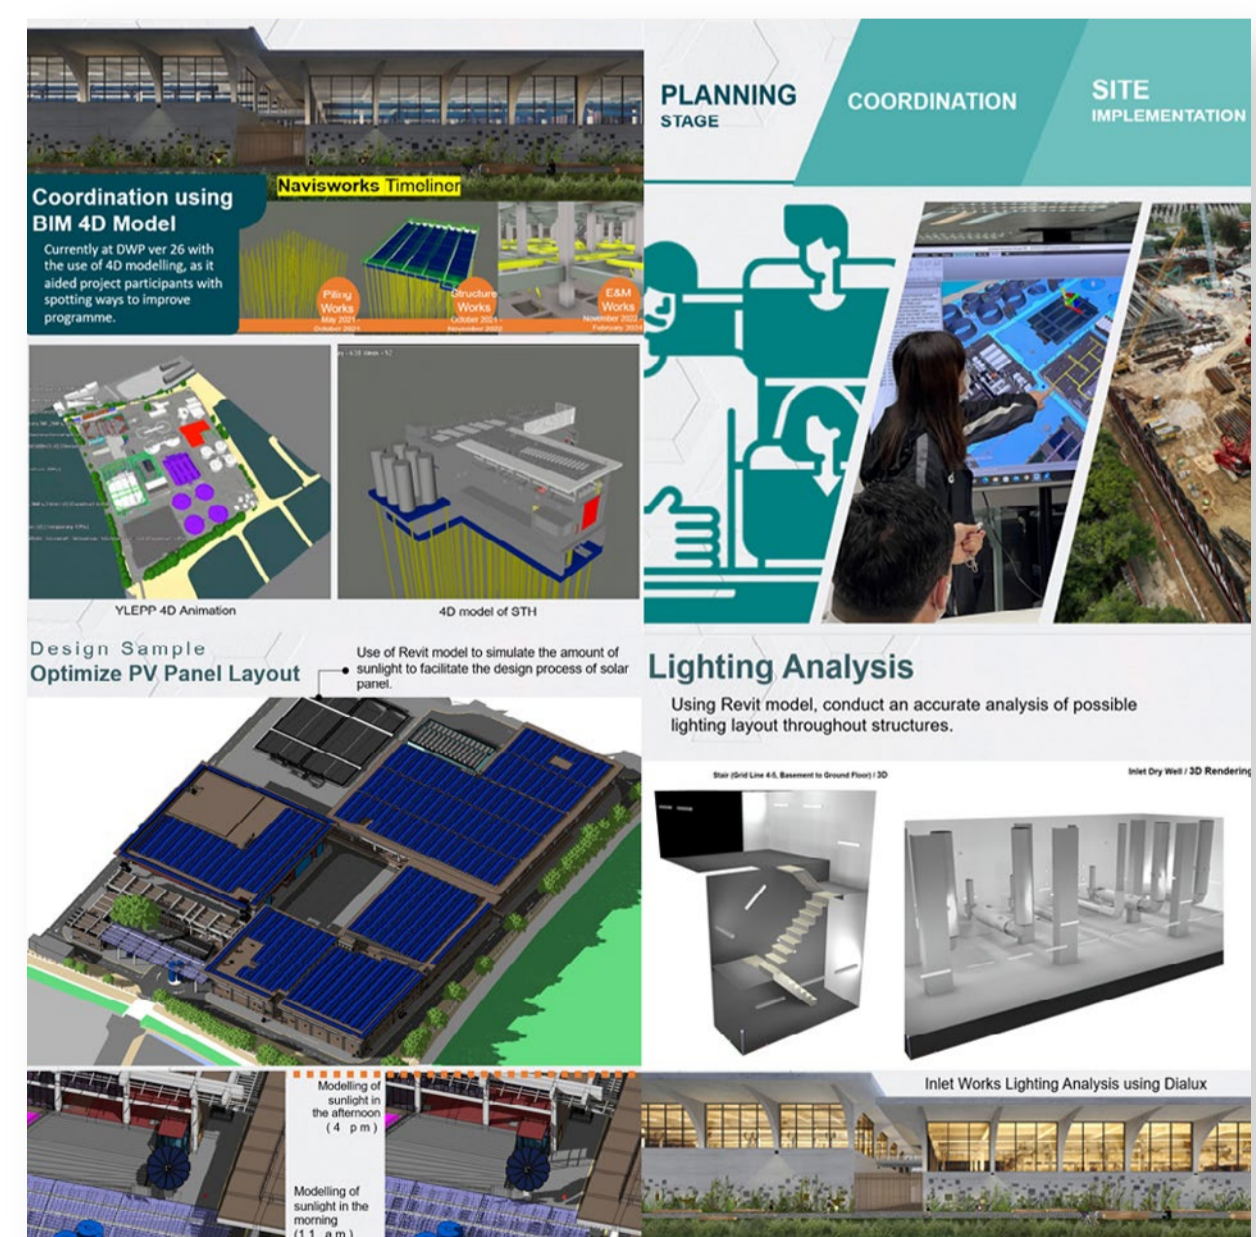 Navisworks Timeliner
Coordination using
BIM 4D Model
Currently at DWP ver 26 with
the use of 4D modelling, as it
aided project participants with
spotting ways to improve
programme.
Piling
Works
May 2021 -
October 2021
Structure
Works
October 2021 -
November 2022
E&M
Works
November 2022 -
February 2024
YLEPP 4D Animation
4D model of STH
PLANNING
STAGE
COORDINATION
SITE
IMPLEMENTATION
Design Sample
Optimize PV Panel Layout
Use of Revit model to simulate the amount of
sunlight to facilitate the design process of solar
panel.
Modelling of
sunlight in
the afternoon
(4 pm)
Modelling of
sunlight in the
morning
(11 am)
Lighting Analysis
Using Revit model, conduct an accurate analysis of possible
lighting layout throughout structures.
Stair (Grid Line 4-5, Basement to Ground Floor) / 3D
Inlet Dry Well / 3D Rendering
Inlet Works Lighting Analysis using Dialux